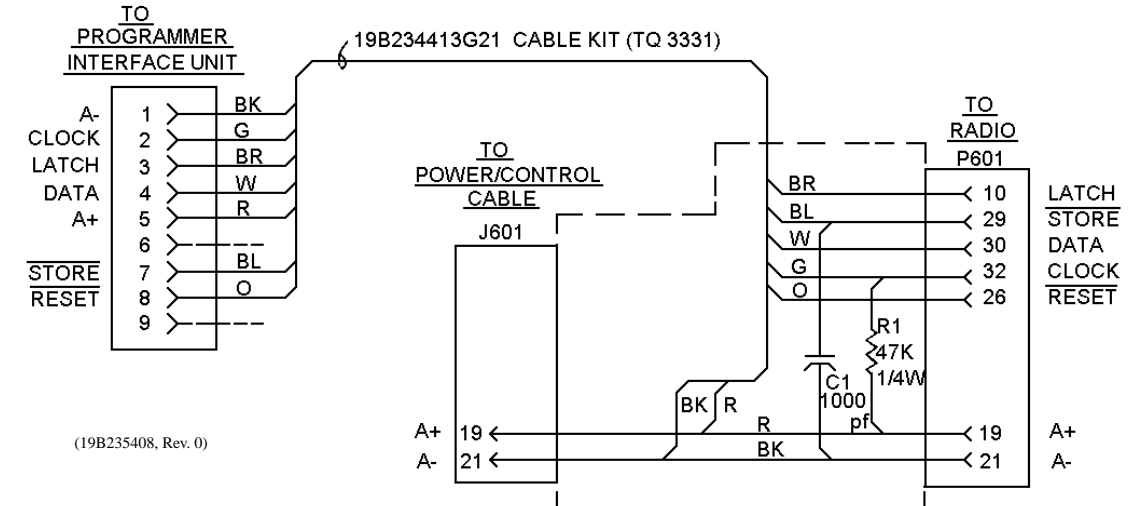 TO
PROGRAMMER
INTERFACE UNIT
19B234413G21 CABLE KIT (TQ 3331)
A- 1 BK
CLOCK 2 G
LATCH 3 BR
DATA 4 W
A+ 5 R
6
STORE 7 BL
RESET 8 O
9
TO
POWER/CONTROL
CABLE
J601
TO
RADIO
P601
BR 10 LATCH
BL 29 STORE
W 30 DATA
G 32 CLOCK
O 26 RESET
R1
47K
1/4W
C1
1000
pf
BK R
A+ 19 R 19 A+
A- 21 BK 21 A-
(19B235408, Rev. 0)